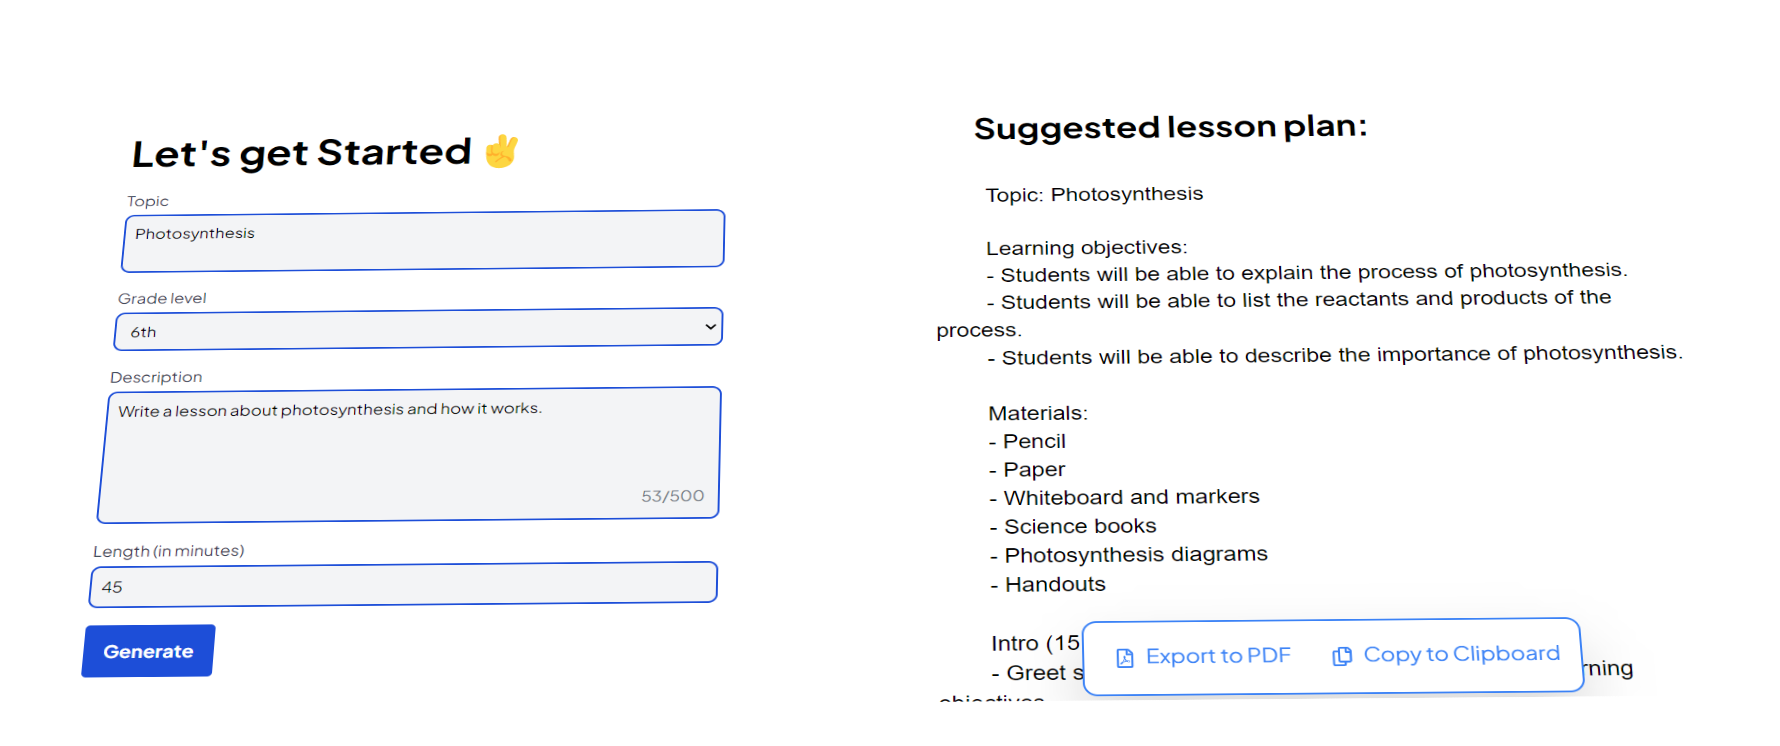 Let's get Started ✌️
Topic
Photosynthesis
Grade level
6th
Description
Write a lesson about photosynthesis and how it works.
53/500
Length (in minutes)
45
Generate
Suggested lesson plan:
Topic: Photosynthesis
Learning objectives:
- Students will be able to explain the process of photosynthesis.
- Students will be able to list the reactants and products of the
process.
- Students will be able to describe the importance of photosynthesis.
Materials:
- Pencil
- Paper
- Whiteboard and markers
- Science books
- Photosynthesis diagrams
- Handouts
Intro (15
- Greet s
rning
Export to PDF
Copy to Clipboard